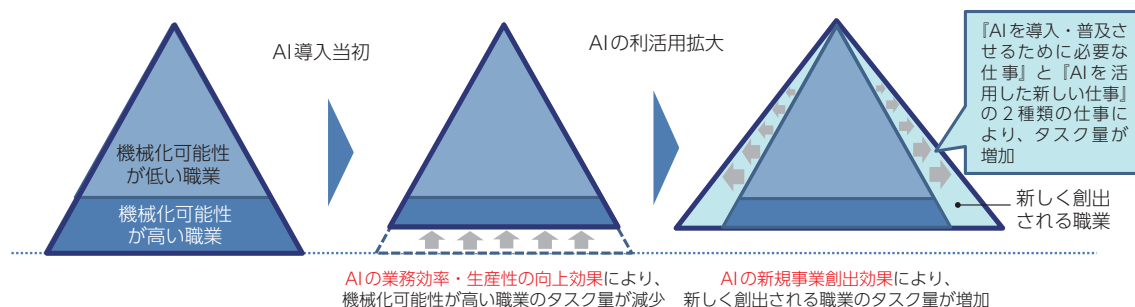 AI導入当初
AIの利活用拡大
『AIを導入・普及さ
せるために必要な
仕事』と『AIを活
用した新しい仕事』
の2種類の仕事に
より、タスク量が
増加
機械化可能性
が低い職業
機械化可能性
が高い職業
新しく創出
される職業
AIの業務効率・生産性の向上効果により、
機械化可能性が高い職業のタスク量が減少
AIの新規事業創出効果により、
新しく創出される職業のタスク量が増加